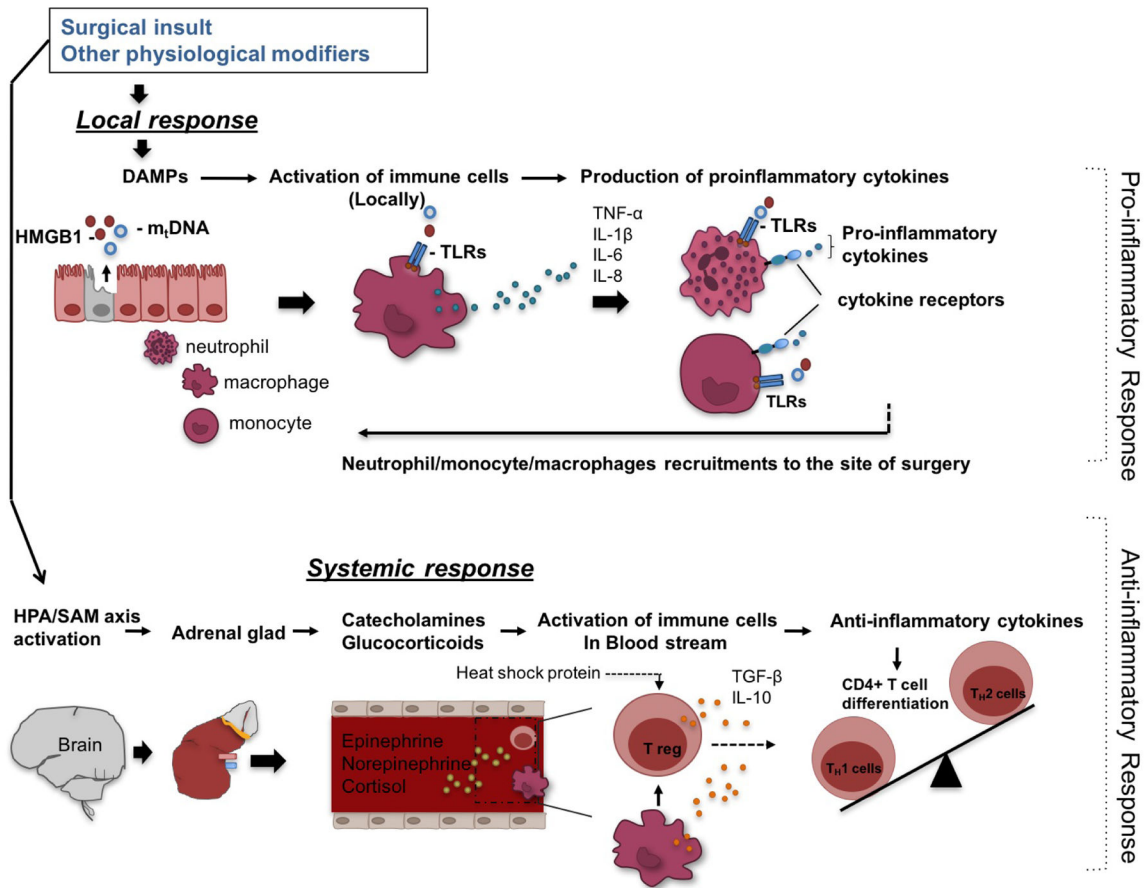 Surgical insult
Other physiological modifiers
Local response
DAMPs
Activation of immune cells
(Locally)
Production of proinflammatory cytokines
HMGB1
- mtDNA
- TLRs
TNF-α
IL-1β
IL-6
IL-8
- TLRs
Pro-inflammatory
cytokines
cytokine receptors
neutrophil
macrophage
monocyte
TLRs
Neutrophil/monocyte/macrophages recruitments to the site of surgery
Pro-inflammatory Response
Systemic response
HPA/SAM axis
activation
Adrenal glad
Catecholamines
Glucocorticoids
Activation of immune cells
In Blood stream
Anti-inflammatory cytokines
Heat shock protein
TGF-β
IL-10
CD4+ T cell
differentiation
TH2 cells
Brain
Epinephrine
Norepinephrine
Cortisol
T reg
TH1 cells
Anti-inflammatory Response